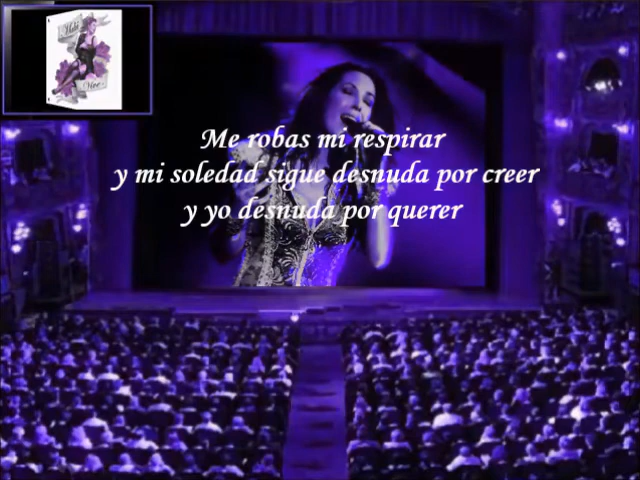 Me robas mi respirar
y mi soledad sigue desnuda por creer
y yo desnuda por querer